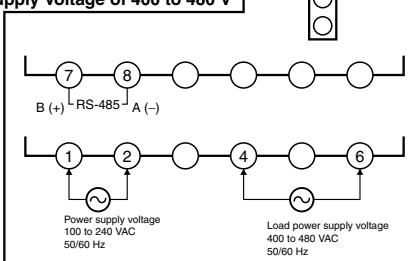 supply voltage of 400 to 480 V
7 8
B (+) RS-485 A (–)
1 2 4 6
Power supply voltage
100 to 240 VAC
50/60 Hz
Load power supply voltage
400 to 480 VAC
50/60 Hz